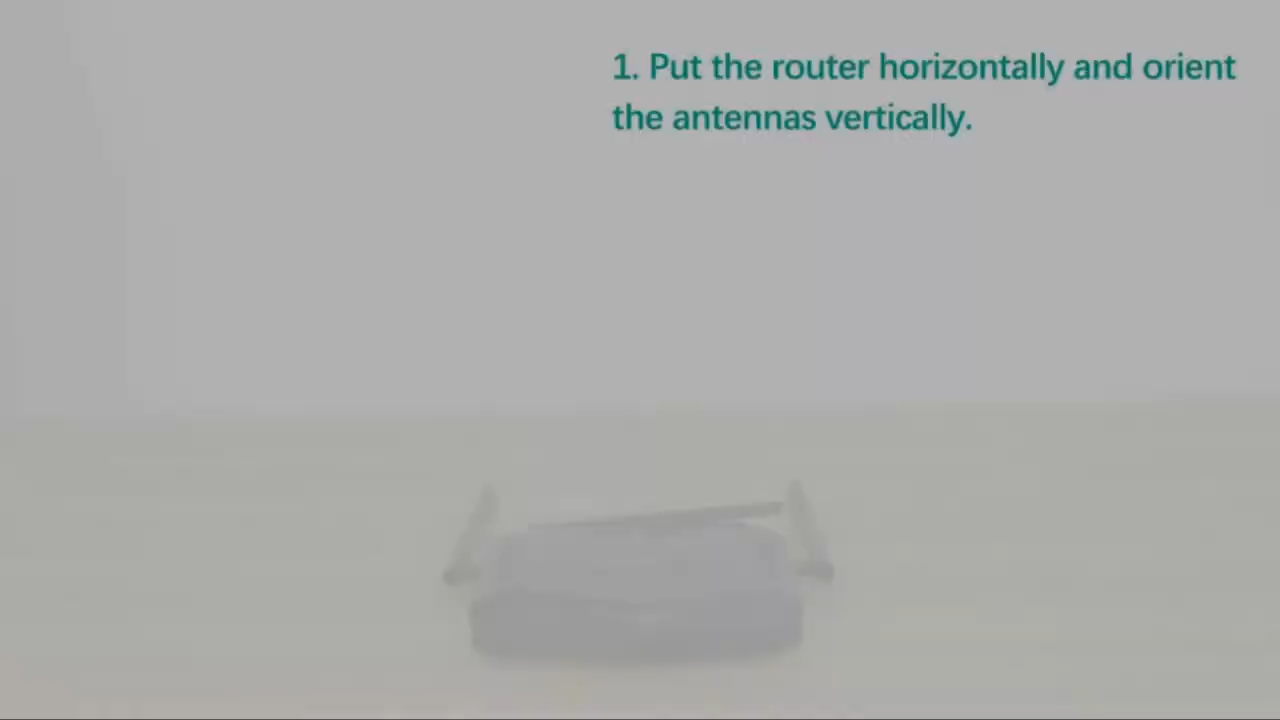 1. Put the router horizontally and orient
the antennas vertically.